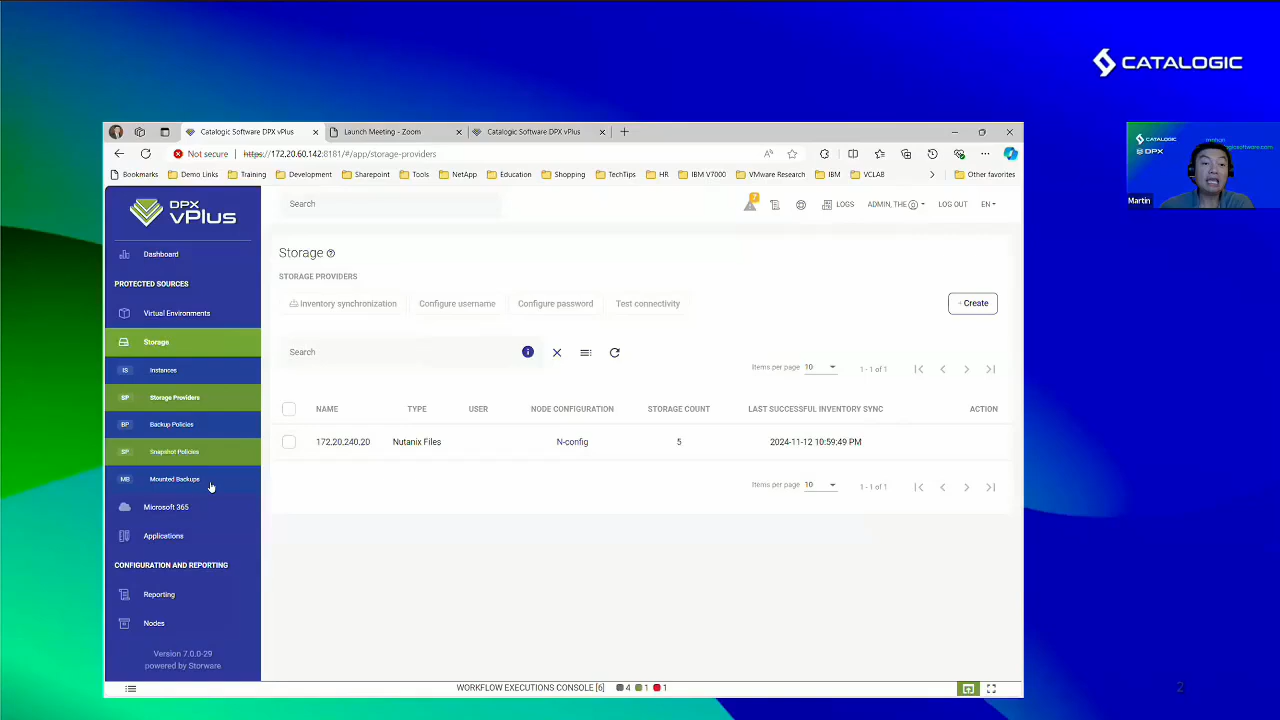 CATALOGIC
Catalogic Software DPX vPlus
Launch Meeting - Zoom
Catalogic Software DPX vPlus
Not secure
https://172.20.60.142:8181/#/app/storage-providers
Bookmarks
Demo Links
Training
Development
Sharepoint
Tools
NetApp
Education
Shopping
TechTips
HR
IBM V7000
VMware Research
IBM
VCLAB
Other favorites
CATALOGIC
DPX
Martin
DPX
vPlus
Search
2
LOGS
ADMIN, THE
LOG OUT
EN
Dashboard
PROTECTED SOURCES
Virtual Environments
Storage
IS Instances
SP Storage Providers
BP Backup Policies
SP Snapshot Policies
MB Mounted Backups
Microsoft 365
Applications
CONFIGURATION AND REPORTING
Reporting
Nodes
Version 7.0.0-29
powered by Storware
Storage
STORAGE PROVIDERS
Inventory synchronization
Configure username
Configure password
Test connectivity
+ Create
Search
Items per page 10
1 - 1 of 1
NAME TYPE USER NODE CONFIGURATION STORAGE COUNT LAST SUCCESSFUL INVENTORY SYNC ACTION
172.20.240.20 Nutanix Files N-config 5 2024-11-12 10:59:49 PM
Items per page 10
1 - 1 of 1
WORKFLOW EXECUTIONS CONSOLE [6] 4 1 1
2